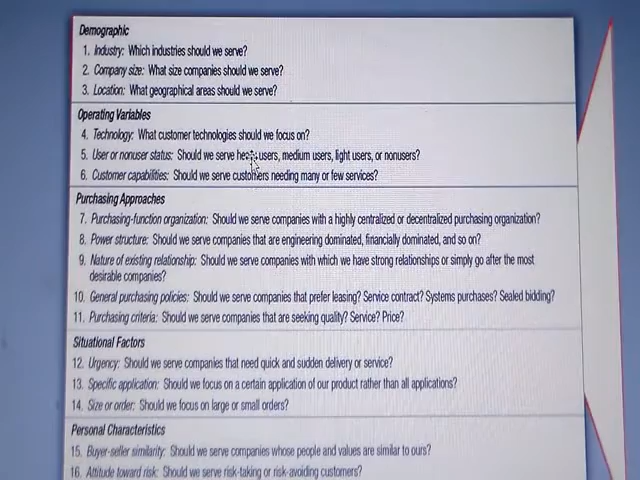 Demographic
1. Industry: Which industries should we serve?
2. Company size: What size companies should we serve?
3. Location: What geographical areas should we serve?
Operating Variables
4. Technology: What customer technologies should we focus on?
5. User or nonuser status: Should we serve heavy users, medium users, light users, or nonusers?
6. Customer capabilities: Should we serve customers needing many or few services?
Purchasing Approaches
7. Purchasing-function organization: Should we serve companies with a highly centralized or decentralized purchasing organization?
8. Power structure: Should we serve companies that are engineering dominated, financially dominated, and so on?
9. Nature of existing relationship: Should we serve companies with which we have strong relationships or simply go after the most
desirable companies?
10. General purchasing policies: Should we serve companies that prefer leasing? Service contract? Systems purchases? Sealed bidding?
11. Purchasing criteria: Should we serve companies that are seeking quality? Service? Price?
Situational Factors
12. Urgency: Should we serve companies that need quick and sudden delivery or service?
13. Specific application: Should we focus on a certain application of our product rather than all applications?
14. Size or order: Should we focus on large or small orders?
Personal Characteristics
15. Buyer-seller similarity: Should we serve companies whose people and values are similar to ours?
16. Attitude toward risk: Should we serve risk-taking or risk-avoiding customers?